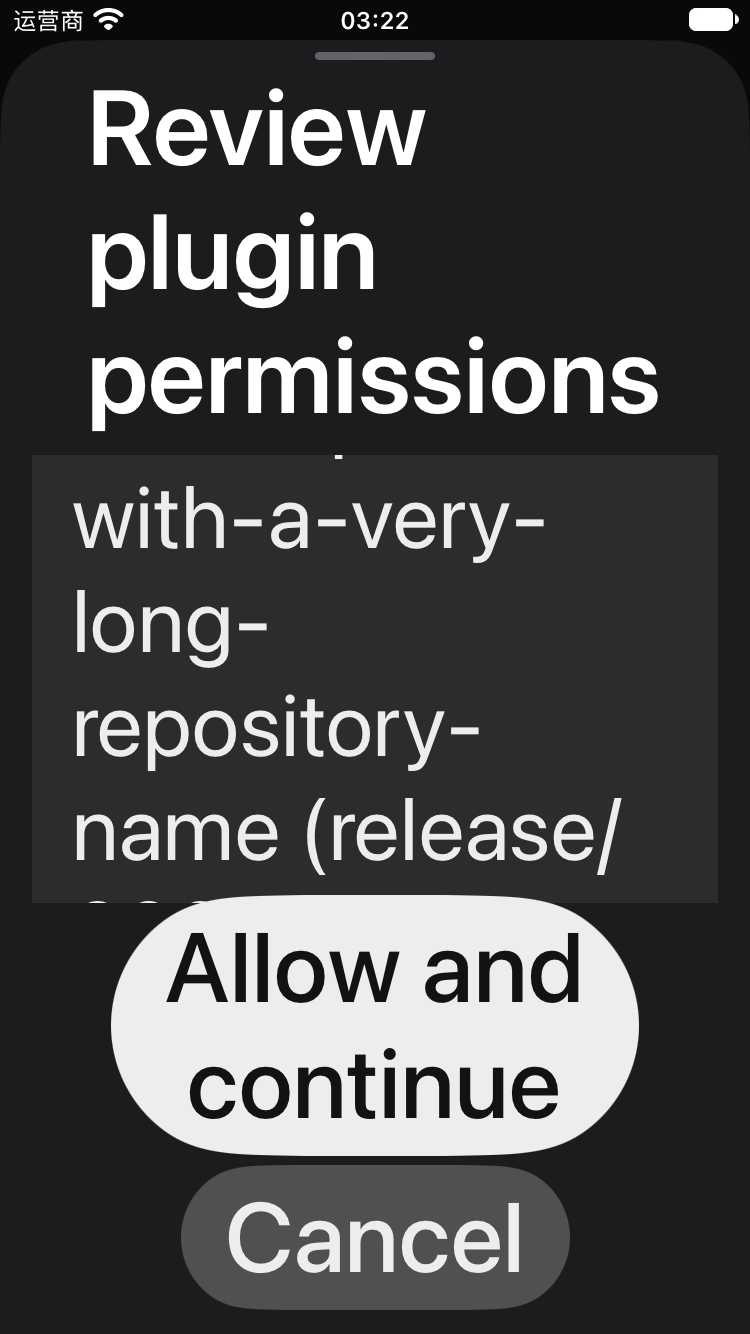 运营商
03:22
Review
plugin
permissions
with-a-very-
long-
repository-
name (release/
Allow and
continue
Cancel